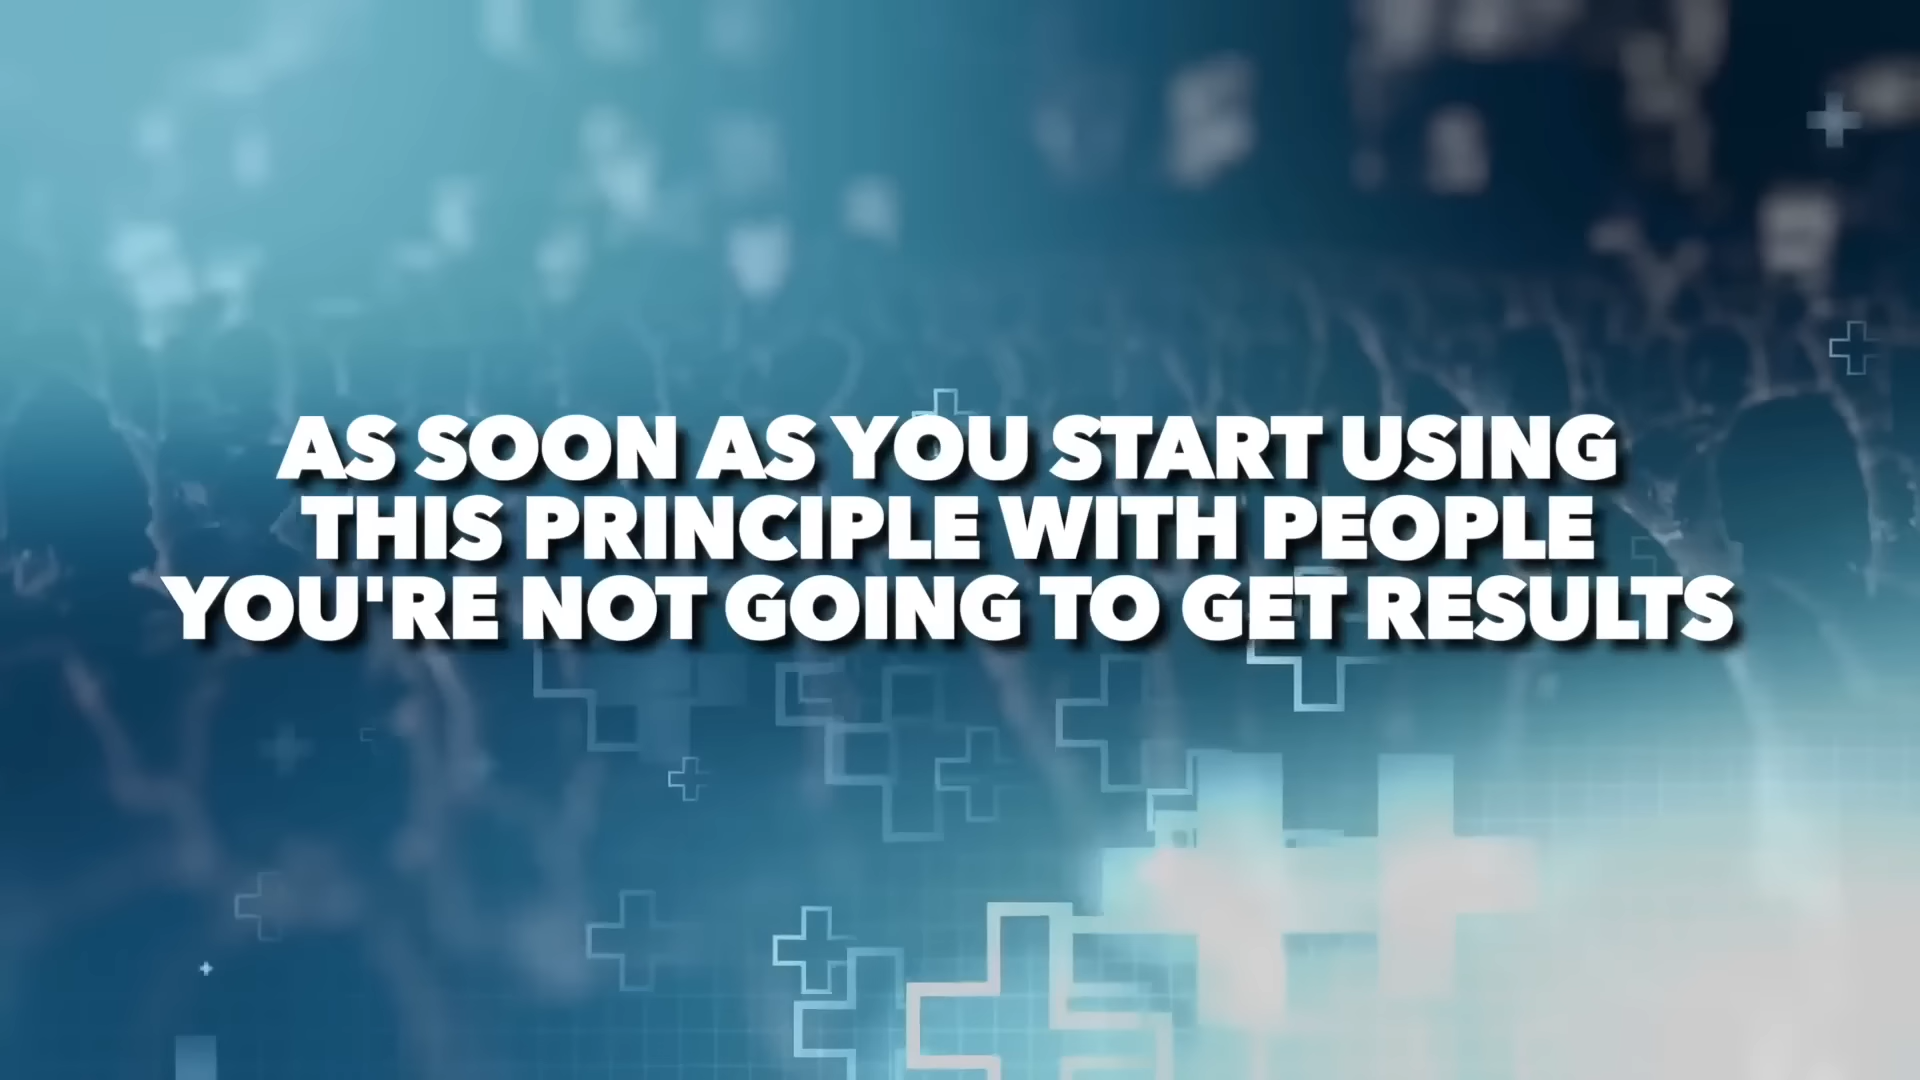 AS SOON AS YOU START USING
THIS PRINCIPLE WITH PEOPLE
YOU'RE NOT GOING TO GET RESULTS